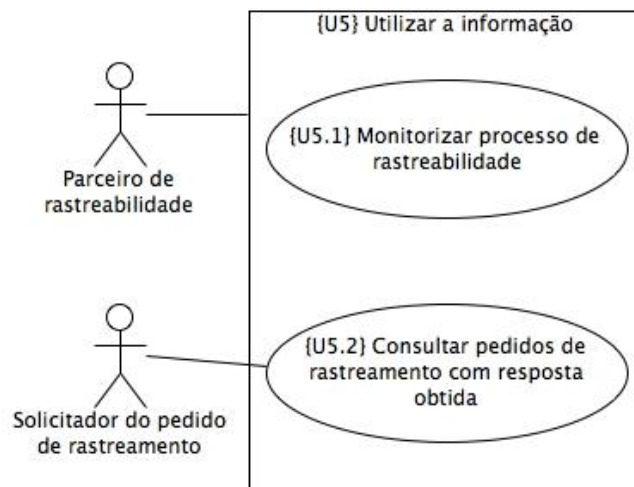 {U5} Utilizar a informação
{U5.1} Monitorizar processo de
rastreabilidade
Parceiro de
rastreabilidade
{U5.2} Consultar pedidos de
rastreamento com resposta
obtida
Solicitador do pedido
de rastreamento